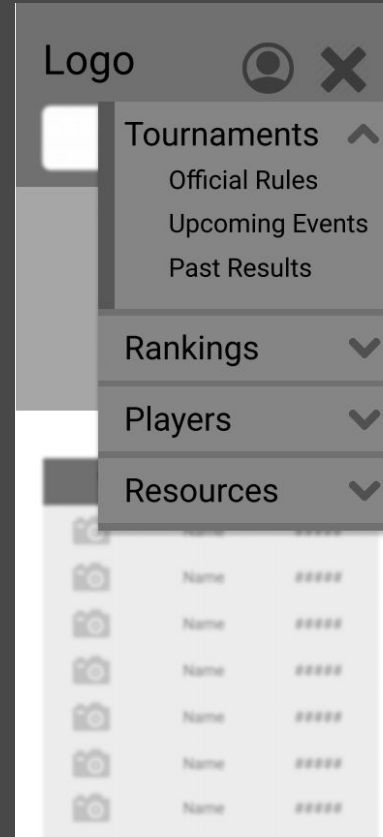 Logo
Tournaments
Official Rules
Upcoming Events
Past Results
Rankings
Players
Resources
Name #####
Name #####
Name #####
Name #####
Name #####
Name #####
Name #####